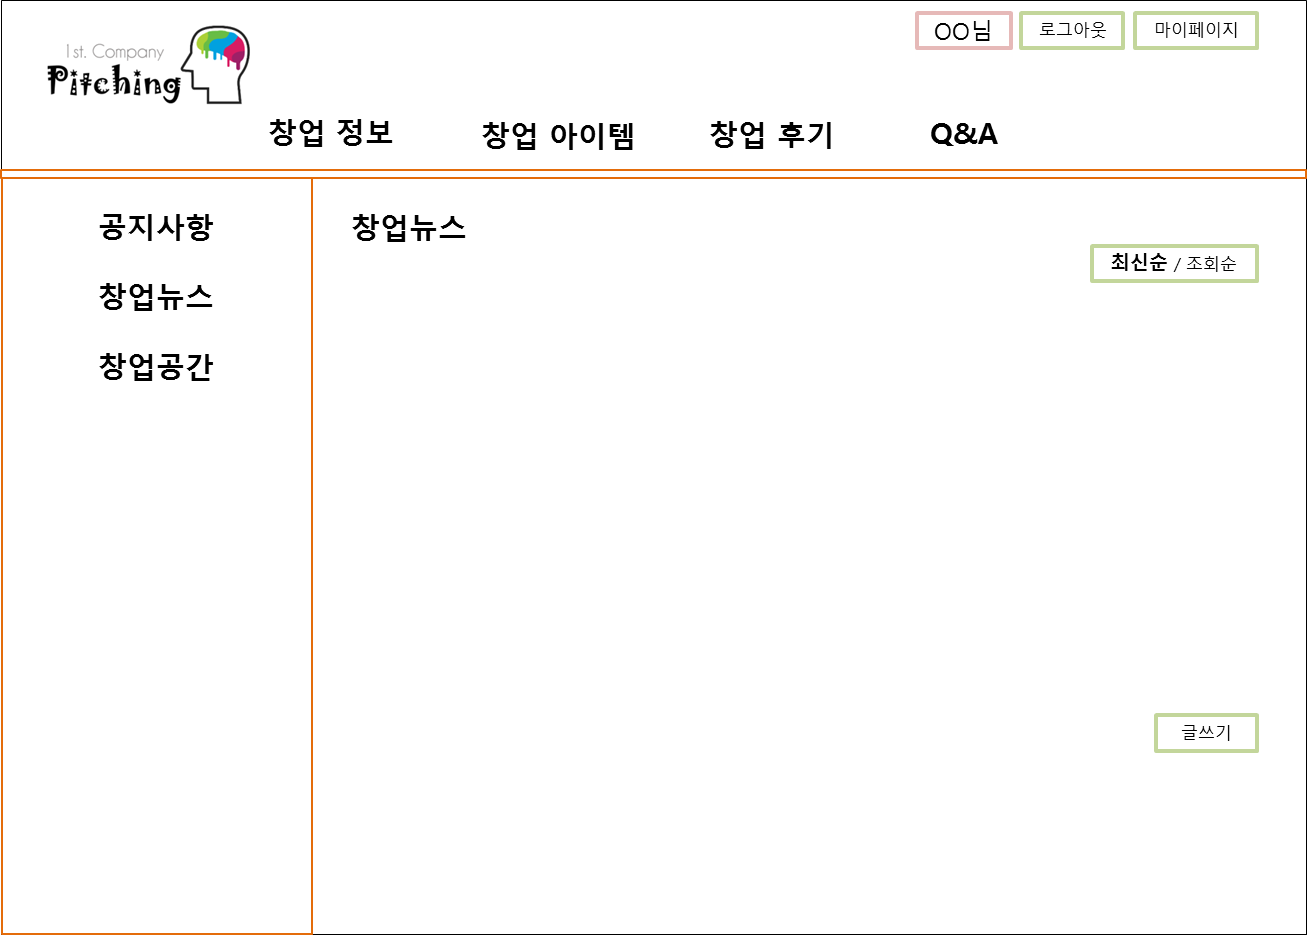 OO님
로그아웃
마이페이지
1st. Company
Pitching
창업 정보
창업 아이템
창업 후기
Q&A
공지사항
창업뉴스
창업공간
창업뉴스
최신순 / 조회순
글쓰기